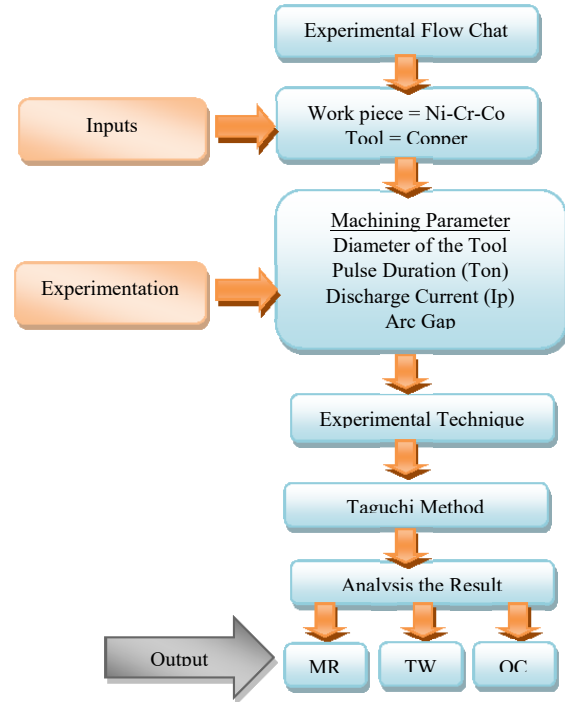 Experimental Flow Chat
Inputs
Work piece = Ni-Cr-Co
Tool = Copper
Machining Parameter
Diameter of the Tool
Pulse Duration (Ton)
Discharge Current (Ip)
Arc Gap
Experimentation
Experimental Technique
Taguchi Method
Analysis the Result
Output
MR
TW
OC